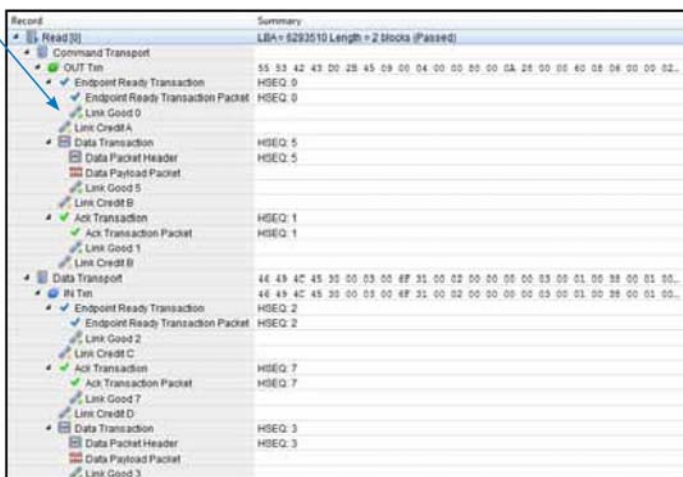 Record Summary
Read [0] LBA = 6293510 Length = 2 blocks (Passed)
Command Transport
OUT Txn 55 53 42 43 D0 2B 45 09 00 04 00 00 80 00 0A 28 00 00 60 08 06 00 00 02...
Endpoint Ready Transaction HSEQ: 0
Endpoint Ready Transaction Packet HSEQ: 0
Link Good 0
Link Credit A
Data Transaction HSEQ: 5
Data Packet Header HSEQ: 5
Data Payload Packet
Link Good 5
Link Credit B
Ack Transaction HSEQ: 1
Ack Transaction Packet HSEQ: 1
Link Good 1
Link Credit B
Data Transport 46 49 4C 45 30 00 03 00 6F 31 00 02 00 00 00 00 03 00 01 00 38 00 01 00...
IN Txn 46 49 4C 45 30 00 03 00 6F 31 00 02 00 00 00 00 03 00 01 00 38 00 01 00...
Endpoint Ready Transaction HSEQ: 2
Endpoint Ready Transaction Packet HSEQ: 2
Link Good 2
Link Credit C
Ack Transaction HSEQ: 7
Ack Transaction Packet HSEQ: 7
Link Good 7
Link Credit D
Data Transaction HSEQ: 3
Data Packet Header HSEQ: 3
Data Payload Packet
Link Good 3